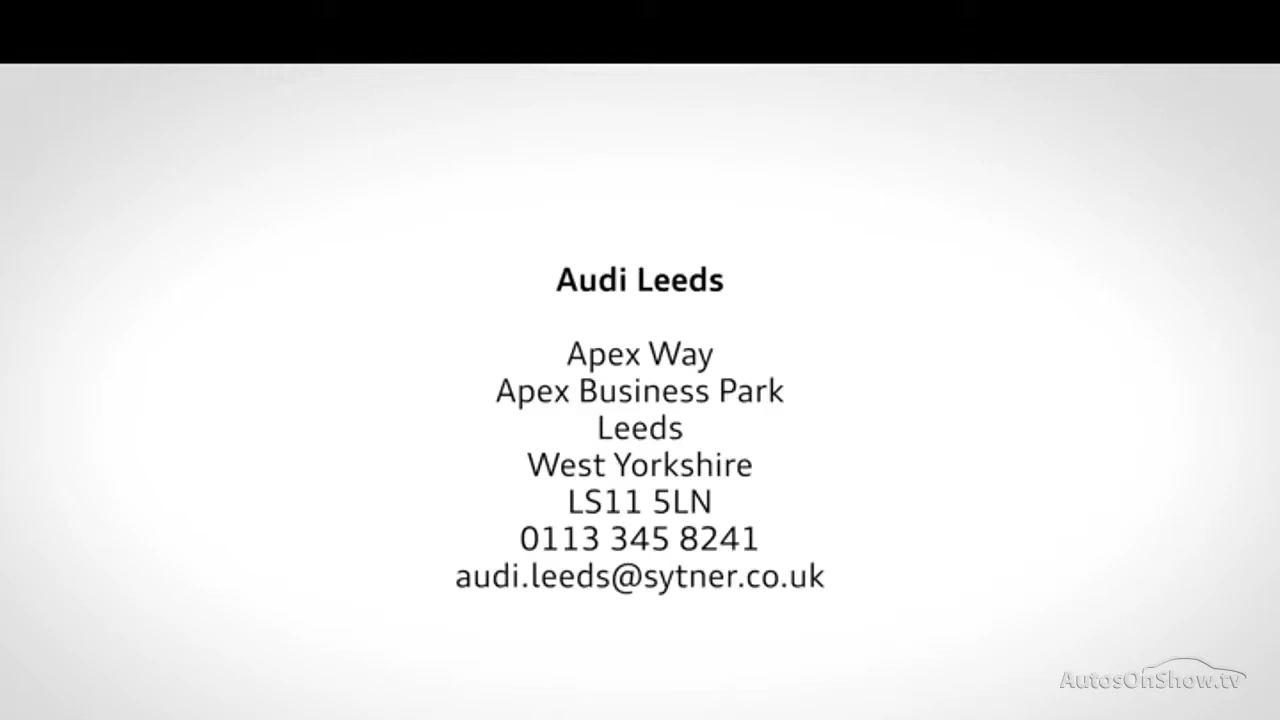 Audi Leeds
Apex Way
Apex Business Park
Leeds
West Yorkshire
LS11 5LN
0113 345 8241
audi.leeds@sytner.co.uk
AutosOnShow.tv